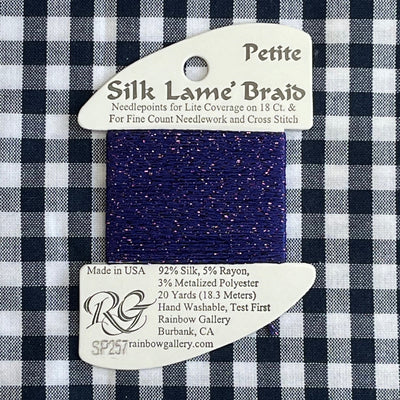 Petite
Silk Lamé Braid
Needlepoints for Lite Coverage on 18 Ct. &
For Fine Count Needlework and Cross Stitch
Made in USA
92% Silk, 5% Rayon,
3% Metalized Polyester
20 Yards (18.3 Meters)
Hand Washable, Test First
Rainbow Gallery
Burbank, CA
RG
SP257
rainbowgallery.com